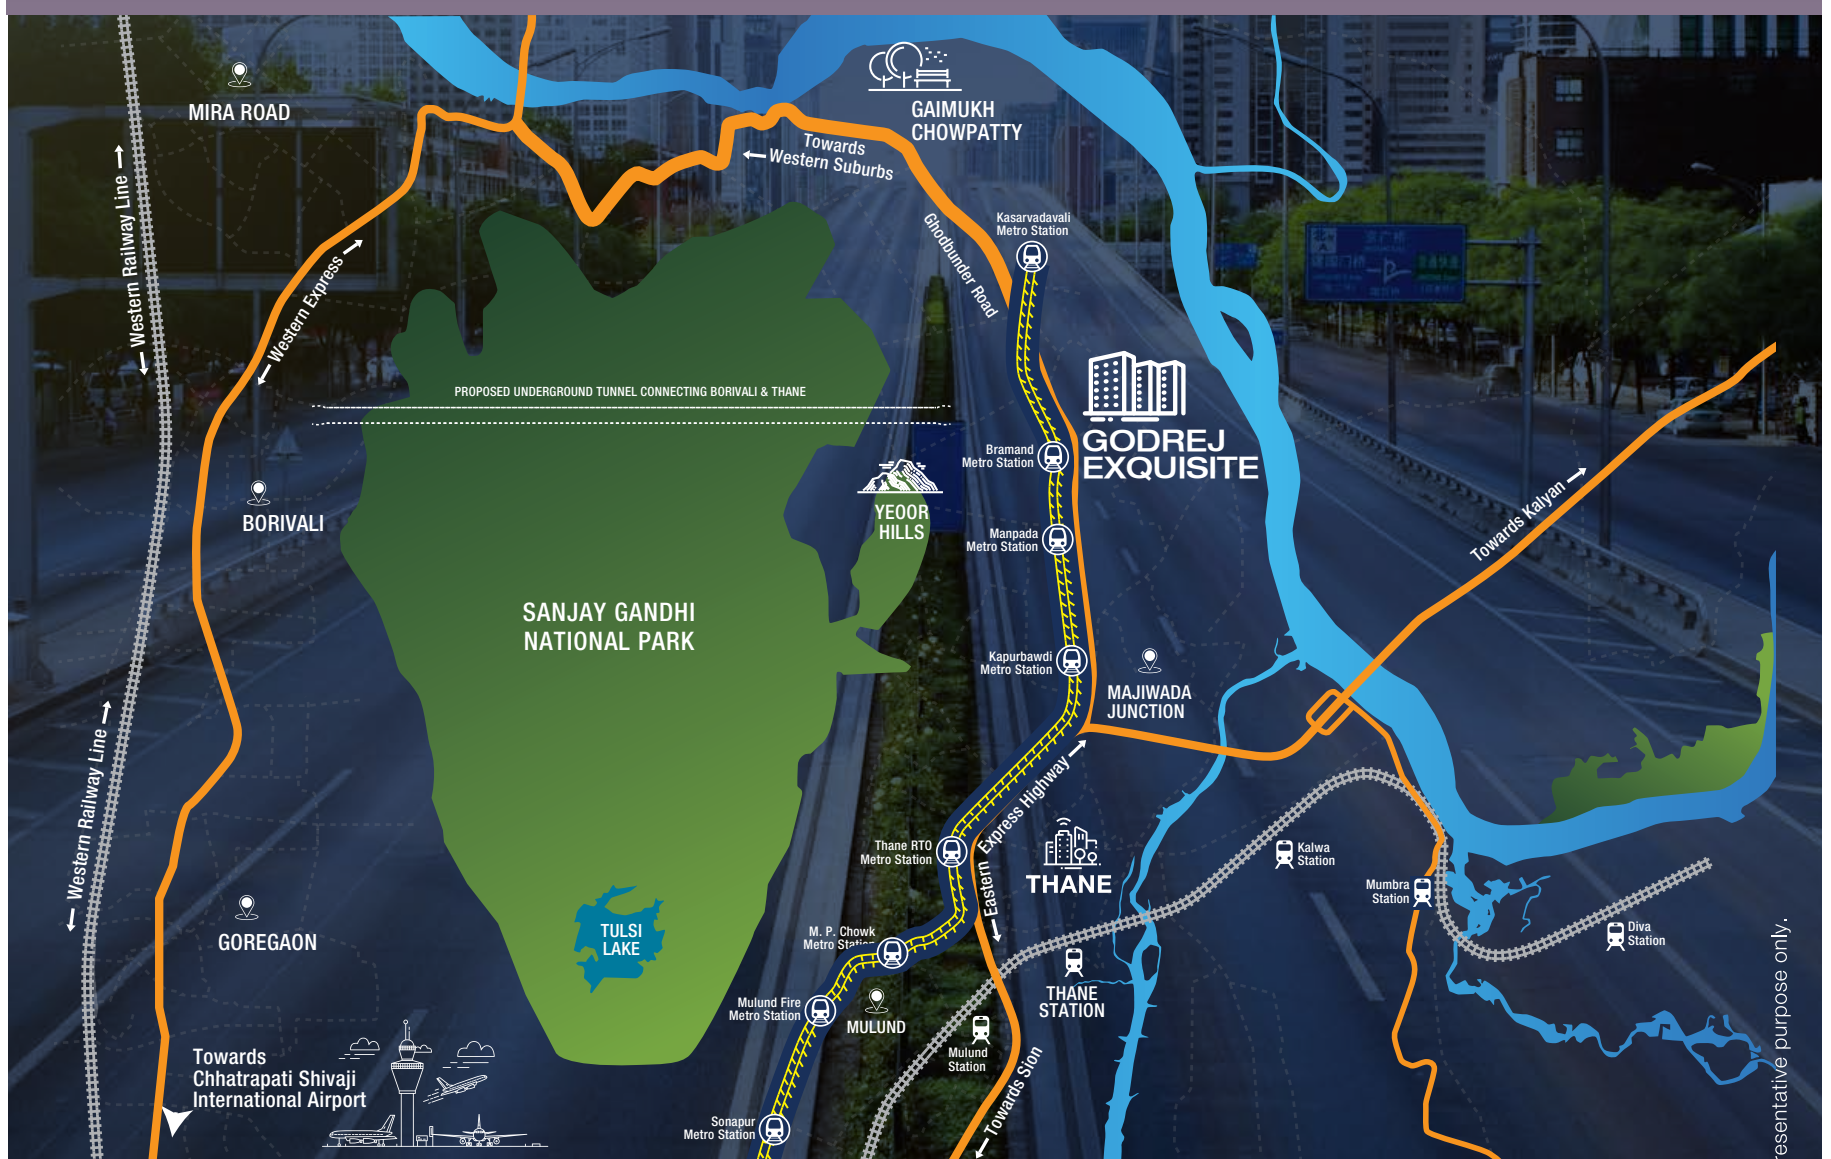 MIRA ROAD
GAIMUKH
CHOWPATTY
Towards
Western Suburbs
Western Railway Line
Western Express
Ghodbunder Road
Kasarvadavali
Metro Station
PROPOSED UNDERGROUND TUNNEL CONNECTING BORIVALI & THANE
GODREJ
EXQUISITE
Bramand
Metro Station
BORIVALI
YEOOR
HILLS
Manpada
Metro Station
Towards Kalyan
SANJAY GANDHI
NATIONAL PARK
Kapurbawdi
Metro Station
MAJIWADA
JUNCTION
Western Railway Line
Eastern Express Highway
Thane RTO
Metro Station
THANE
Kalwa
Station
Mumbra
Station
Diva
Station
GOREGAON
TULSI
LAKE
M. P. Chowk
Metro Station
THANE
STATION
Mulund Fire
Metro Station
MULUND
Mulund
Station
Towards
Chhatrapati Shivaji
International Airport
Sonapur
Metro Station
Towards Sion
resentative purpose only.